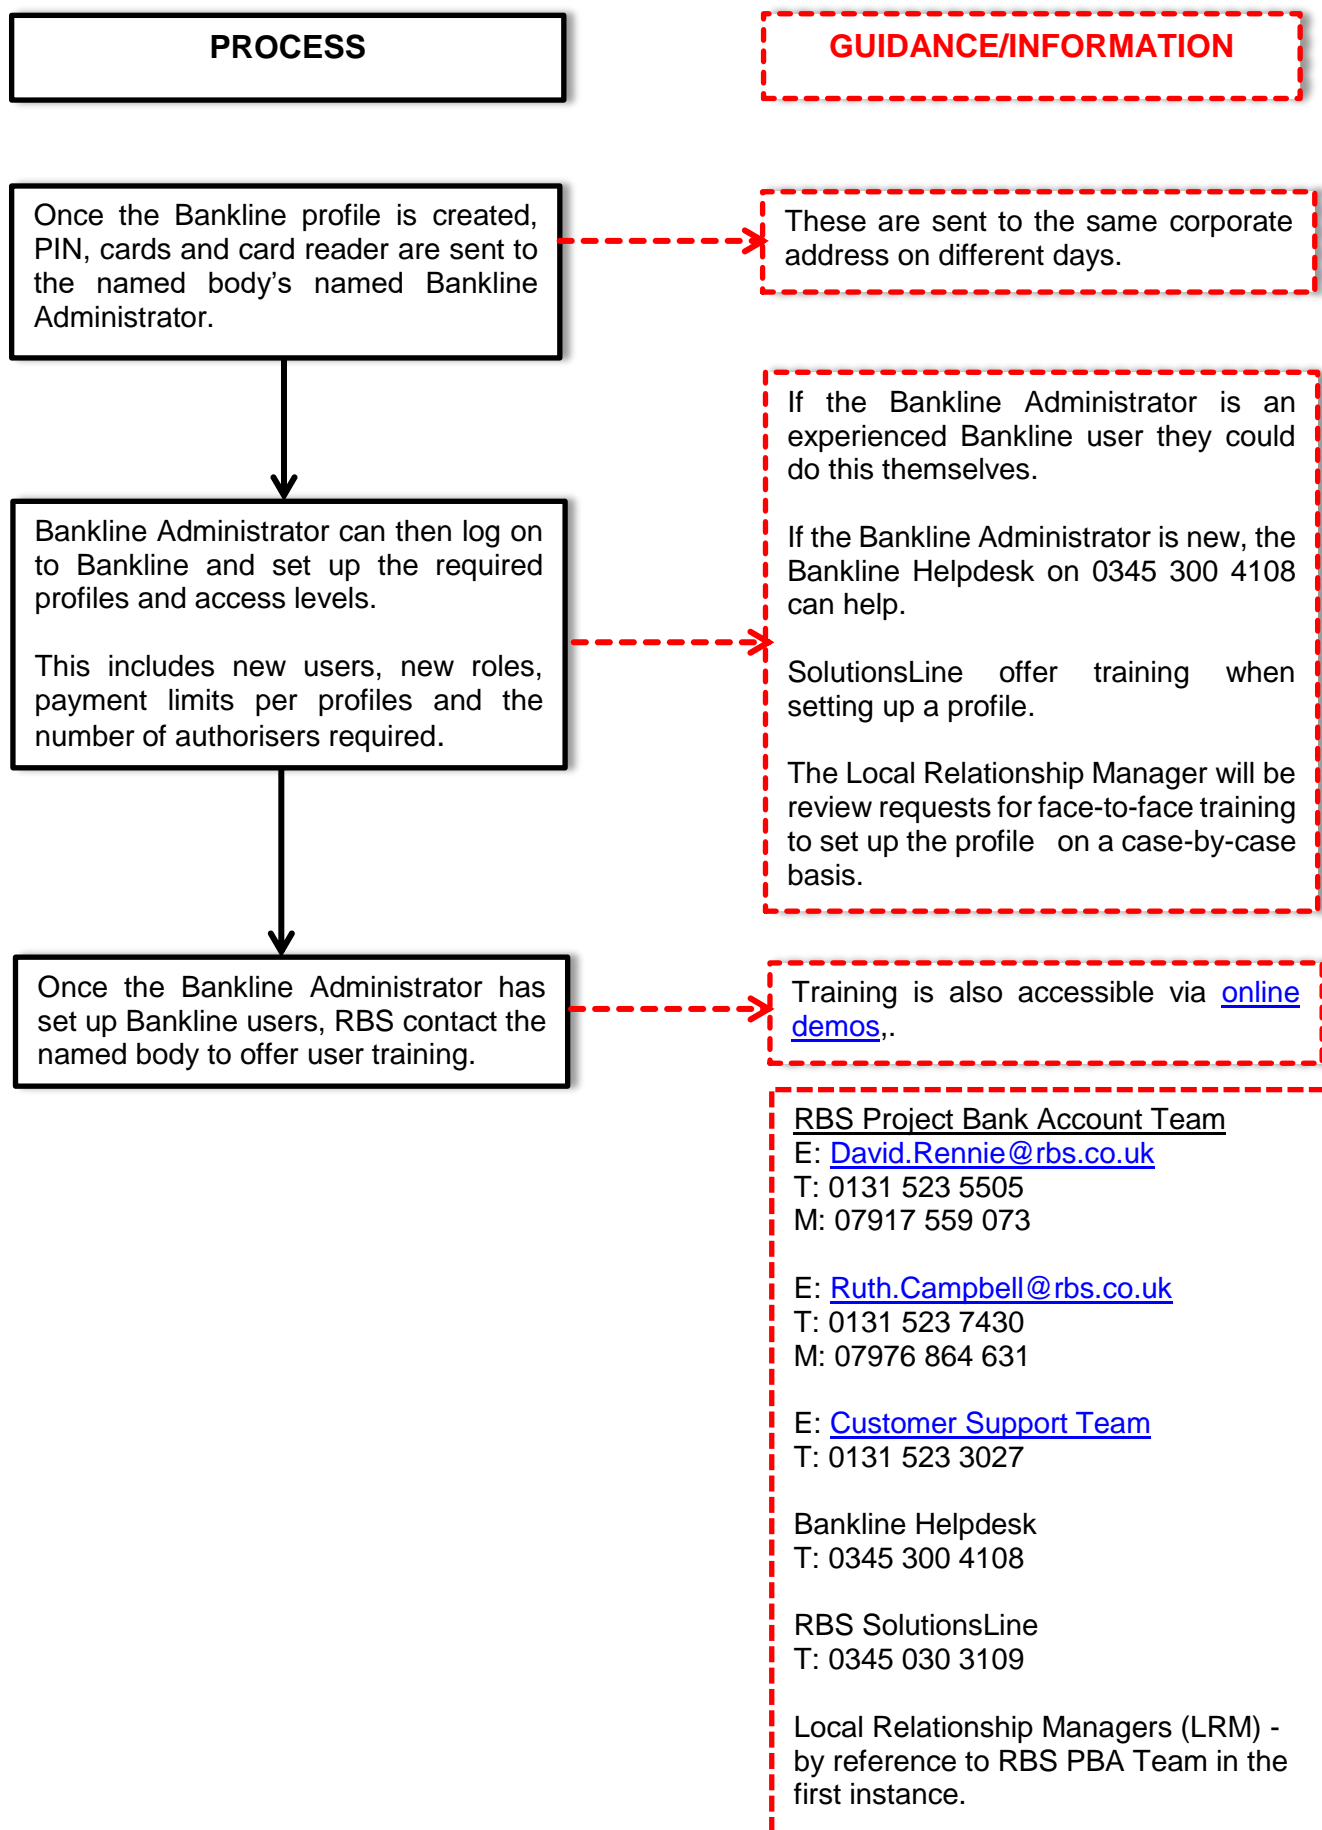 PROCESS
GUIDANCE/INFORMATION
Once the Bankline profile is created,
PIN, cards and card reader are sent to
the named body's named Bankline
Administrator.
These are sent to the same corporate
address on different days.
Bankline Administrator can then log on
to Bankline and set up the required
profiles and access levels.
This includes new users, new roles,
payment limits per profiles and the
number of authorisers required.
If the Bankline Administrator is an
experienced Bankline user they could
do this themselves.
If the Bankline Administrator is new, the
Bankline Helpdesk on 0345 300 4108
can help.
SolutionsLine offer training when
setting up a profile.
The Local Relationship Manager will be
review requests for face-to-face training
to set up the profile on a case-by-case
basis.
Once the Bankline Administrator has
set up Bankline users, RBS contact the
named body to offer user training.
Training is also accessible via online
demos,.
RBS Project Bank Account Team
E: David.Rennie@rbs.co.uk
T: 0131 523 5505
M: 07917 559 073
E: Ruth.Campbell@rbs.co.uk
T: 0131 523 7430
M: 07976 864 631
E: Customer Support Team
T: 0131 523 3027
Bankline Helpdesk
T: 0345 300 4108
RBS SolutionsLine
T: 0345 030 3109
Local Relationship Managers (LRM) -
by reference to RBS PBA Team in the
first instance.